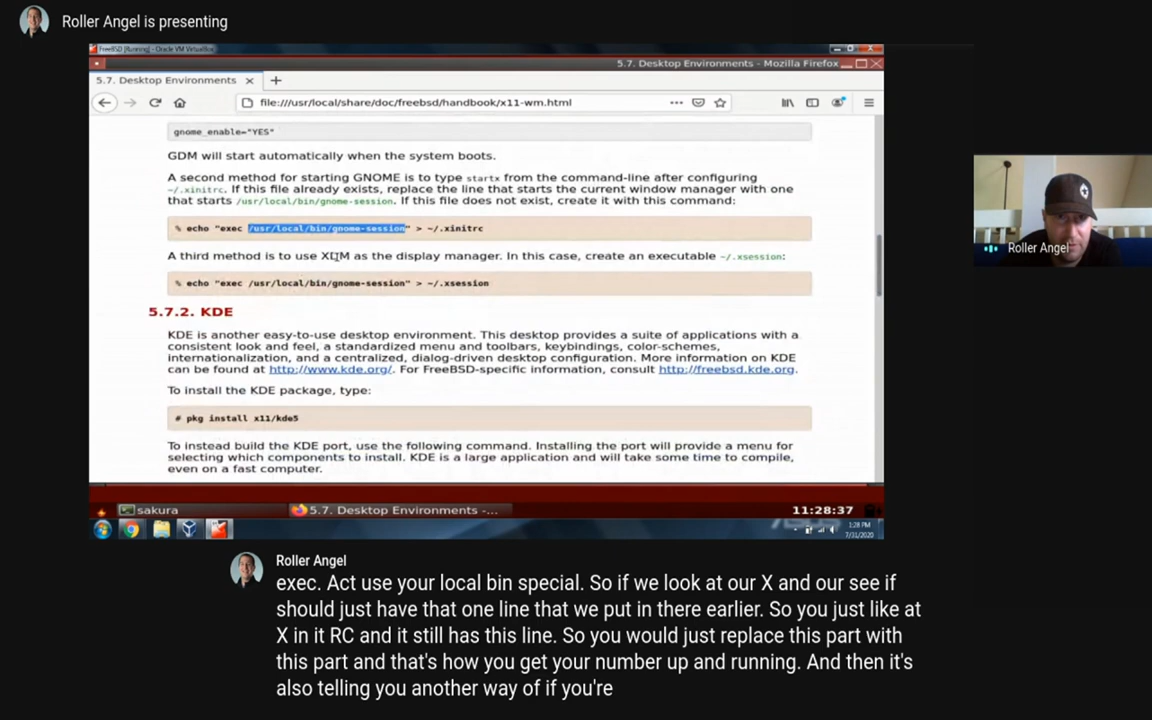 Roller Angel is presenting
FreeBSD [Running] - Oracle VM VirtualBox
5.7. Desktop Environments - Mozilla Firefox
5.7. Desktop Environments
file:///usr/local/share/doc/freebsd/handbook/x11-wm.html
gnome_enable="YES"
GDM will start automatically when the system boots.
A second method for starting GNOME is to type startx from the command-line after configuring
~/.xinitrc. If this file already exists, replace the line that starts the current window manager with one
that starts /usr/local/bin/gnome-session. If this file does not exist, create it with this command:
% echo "exec /usr/local/bin/gnome-session" > ~/.xinitrc
A third method is to use XDM as the display manager. In this case, create an executable ~/.xsession:
% echo "exec /usr/local/bin/gnome-session" > ~/.xsession
5.7.2. KDE
KDE is another easy-to-use desktop environment. This desktop provides a suite of applications with a
consistent look and feel, a standardized menu and toolbars, keybindings, color-schemes,
internationalization, and a centralized, dialog-driven desktop configuration. More information on KDE
can be found at http://www.kde.org/. For FreeBSD-specific information, consult http://freebsd.kde.org.
To install the KDE package, type:
# pkg install x11/kde5
To instead build the KDE port, use the following command. Installing the port will provide a menu for
selecting which components to install. KDE is a large application and will take some time to compile,
even on a fast computer.
sakura
5.7. Desktop Environments -...
11:28:37
1:28 PM
7/31/2020
Roller Angel
Roller Angel
exec. Act use your local bin special. So if we look at our X and our see if
should just have that one line that we put in there earlier. So you just like at
X in it RC and it still has this line. So you would just replace this part with
this part and that's how you get your number up and running. And then it's
also telling you another way of if you're